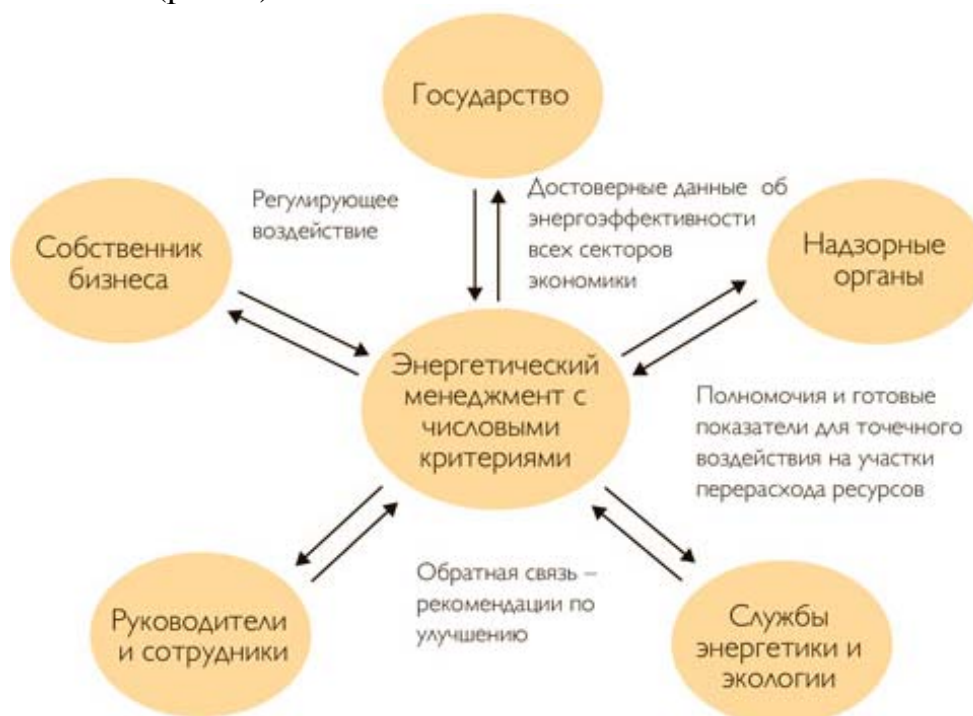 Государство
Регулирующее
воздействие
Достоверные данные об
энергоэффективности
всех секторов
экономики
Собственник
бизнеса
Надзорные
органы
Энергетический
менеджмент с
числовыми
критериями
Полномочия и готовые
показатели для точечного
воздействия на участки
перерасхода ресурсов
Обратная связь –
рекомендации по
улучшению
Руководители
и сотрудники
Службы
энергетики и
экологии